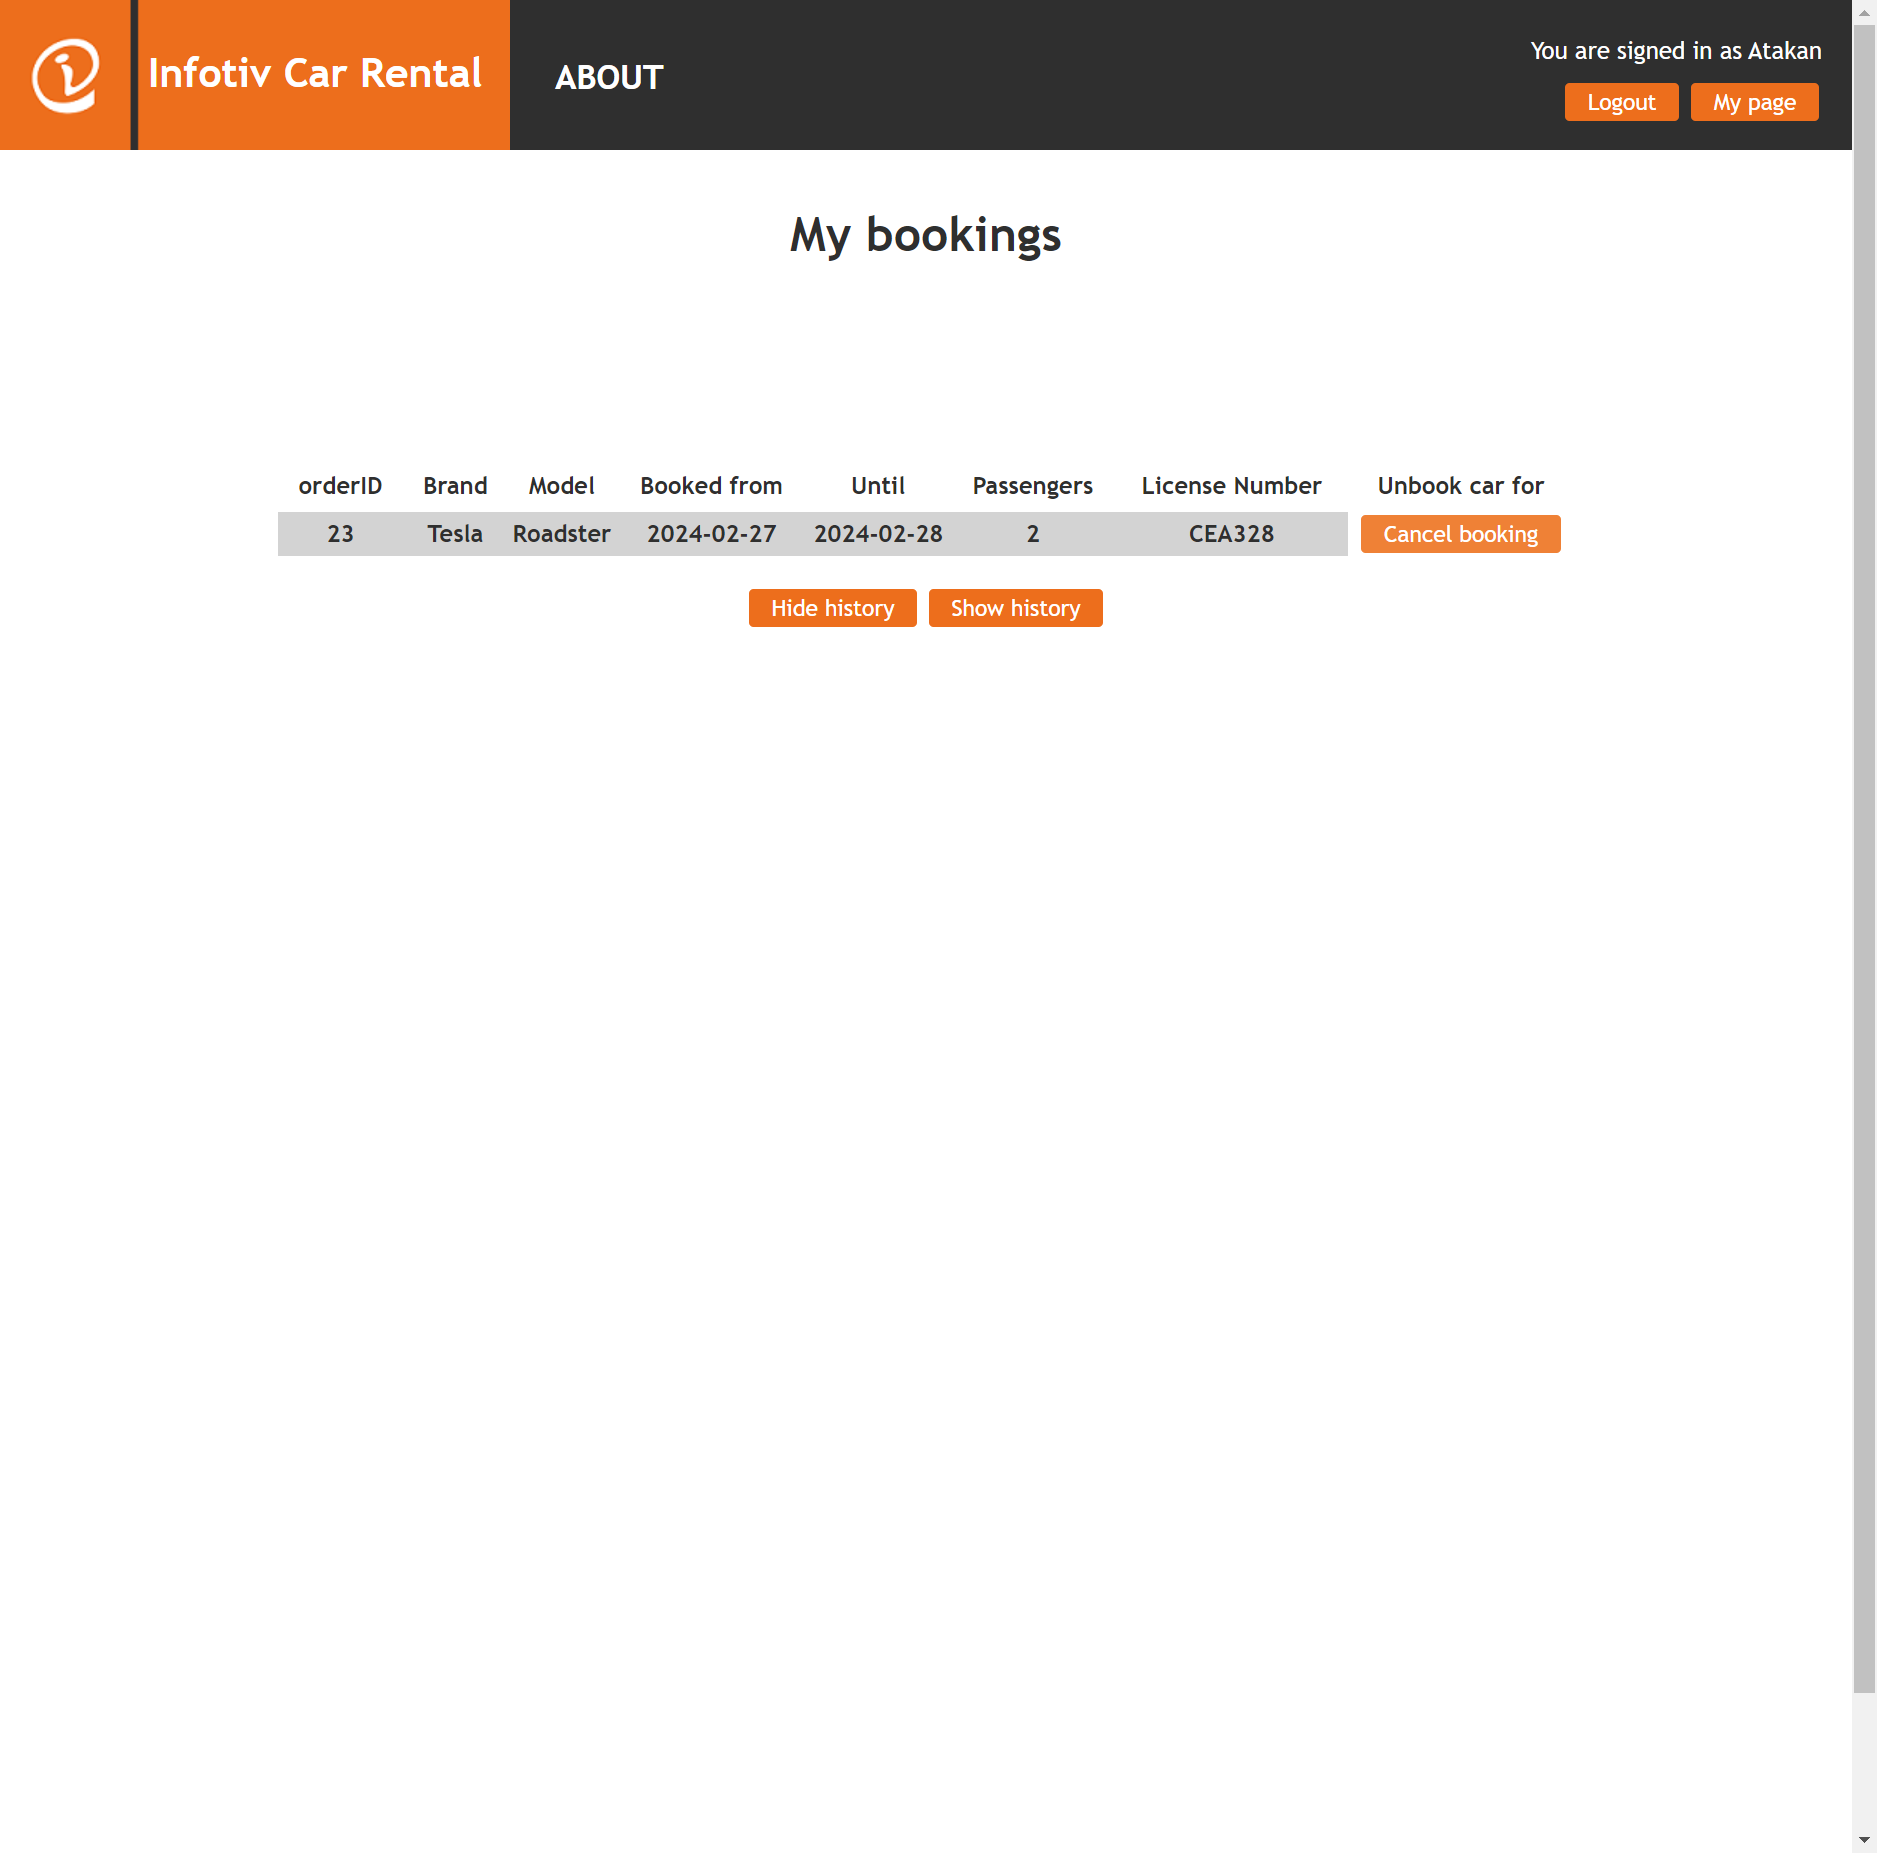 Infotiv Car Rental
ABOUT
You are signed in as Atakan
Logout My page
My bookings
orderID Brand Model Booked from Until Passengers License Number Unbook car for
23 Tesla Roadster 2024-02-27 2024-02-28 2 CEA328 Cancel booking
Hide history Show history